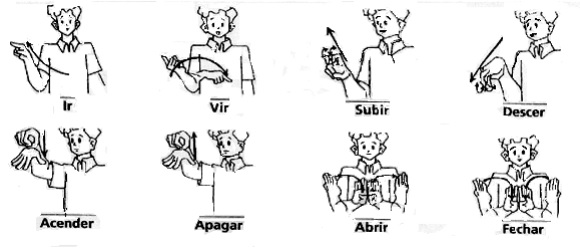 Ir
Vir
Subir
Descer
Acender
Apagar
Abrir
Fechar